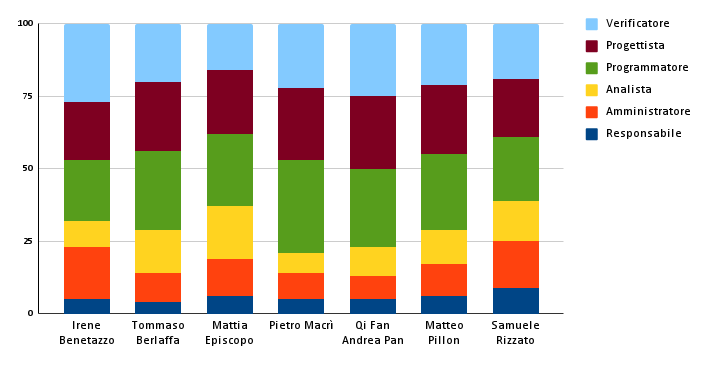 100
75
50
25
0
Irene
Benetazzo
Tommaso
Berlaffa
Mattia
Episcopo
Pietro Macrì
Qi Fan
Andrea Pan
Matteo
Pillon
Samuele
Rizzato
Verificatore
Progettista
Programmatore
Analista
Amministratore
Responsabile